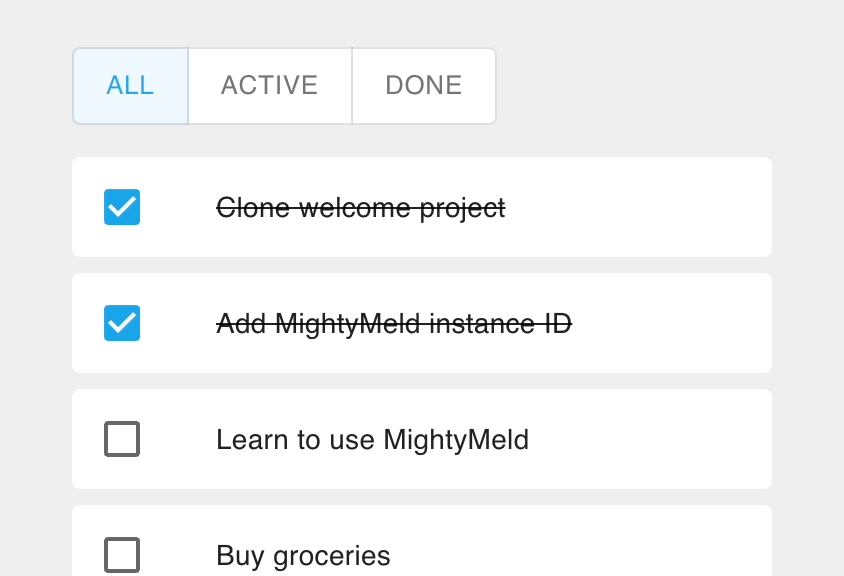 ALL ACTIVE DONE
Clone welcome project
Add MightyMeld instance ID
Learn to use MightyMeld
Buy groceries